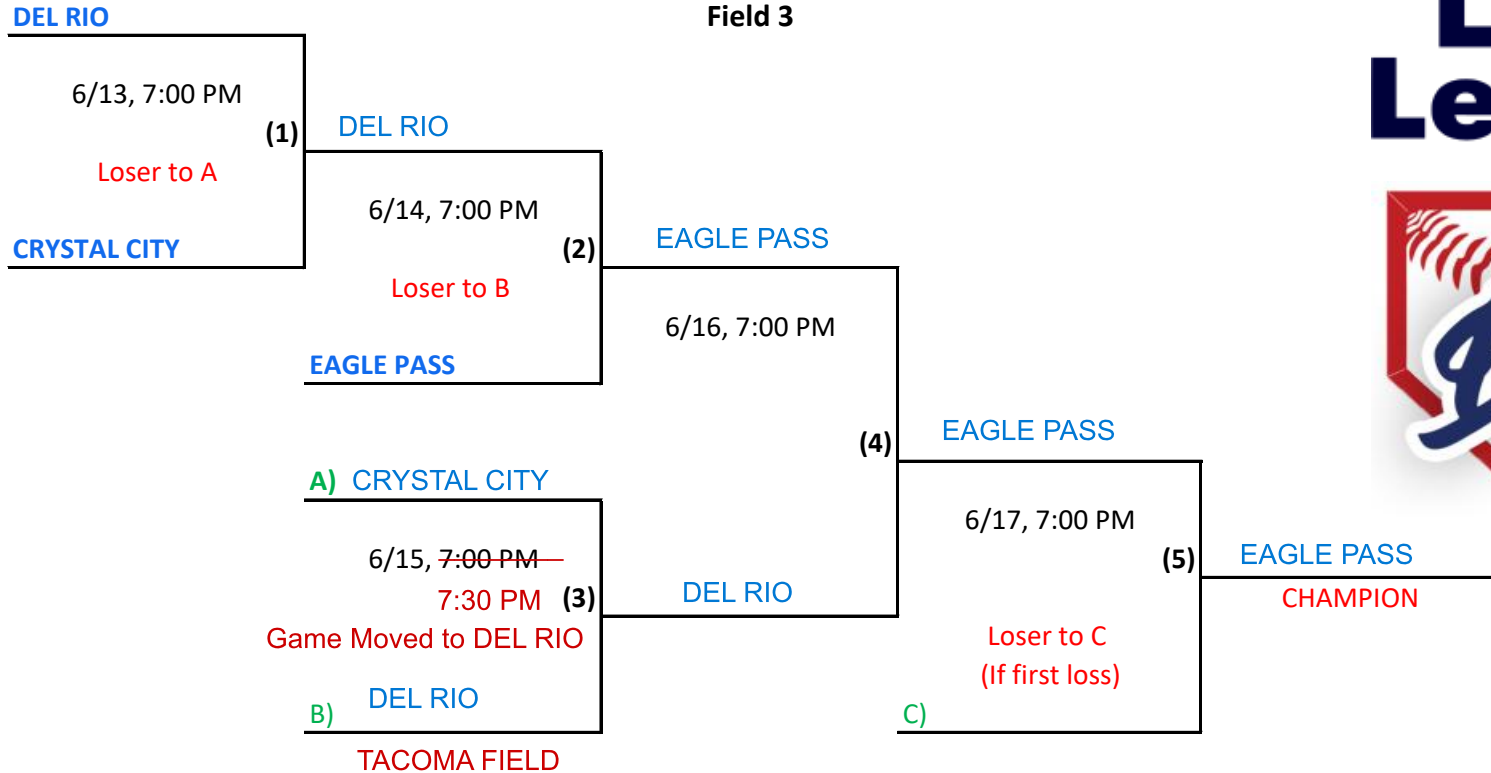 DEL RIO
Field 3
6/13, 7:00 PM
(1)
Loser to A
CRYSTAL CITY
DEL RIO
6/14, 7:00 PM
(2)
Loser to B
EAGLE PASS
EAGLE PASS
6/16, 7:00 PM
(4)
A) CRYSTAL CITY
6/15, 7:00 PM
7:30 PM (3)
Game Moved to DEL RIO
B) DEL RIO
TACOMA FIELD
DEL RIO
EAGLE PASS
6/17, 7:00 PM
(5)
Loser to C
(If first loss)
C)
EAGLE PASS
CHAMPION
Le